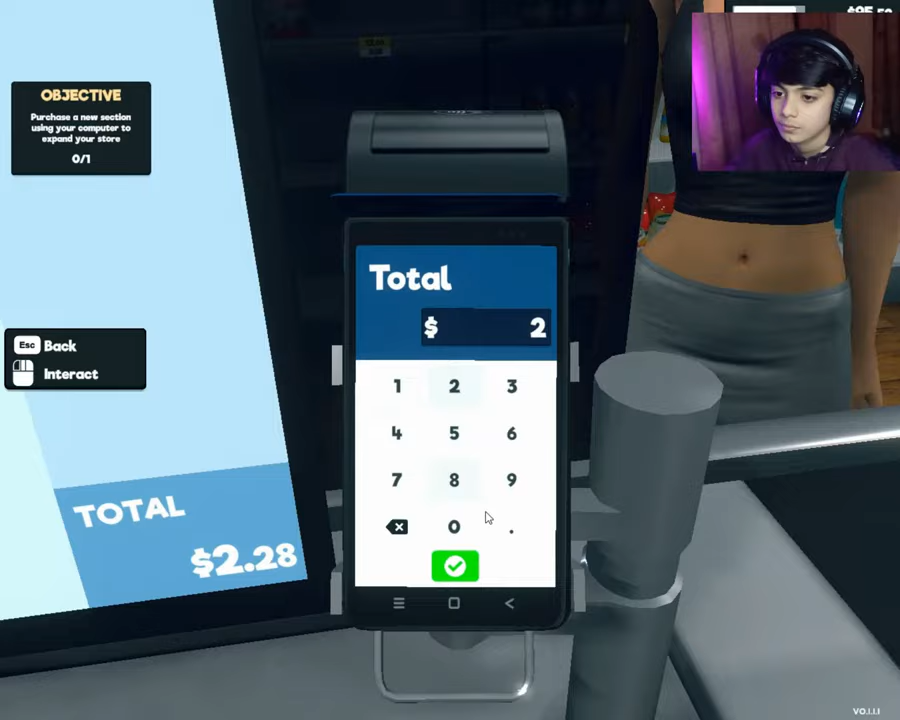 OBJECTIVE
Purchase a new section
using your computer to
expand your store
0/1
Esc Back
Interact
TOTAL
$2.28
Total
$ 2
1 2 3
4 5 6
7 8 9
0 .